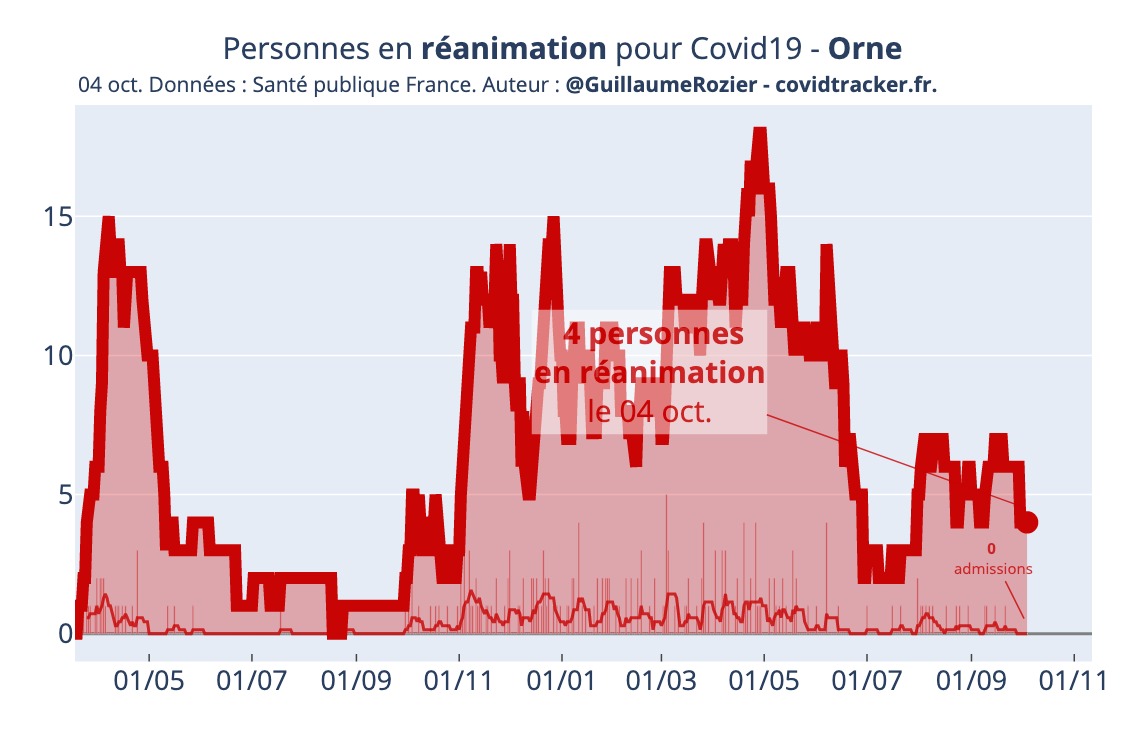 Personnes en réanimation pour Covid19 - Orne
04 oct. Données : Santé publique France. Auteur : @GuillaumeRozier - covidtracker.fr.
15
10
5
0
4 personnes
en réanimation
le 04 oct.
0
admissions
01/05 01/07 01/09 01/11 01/01 01/03 01/05 01/07 01/09 01/11